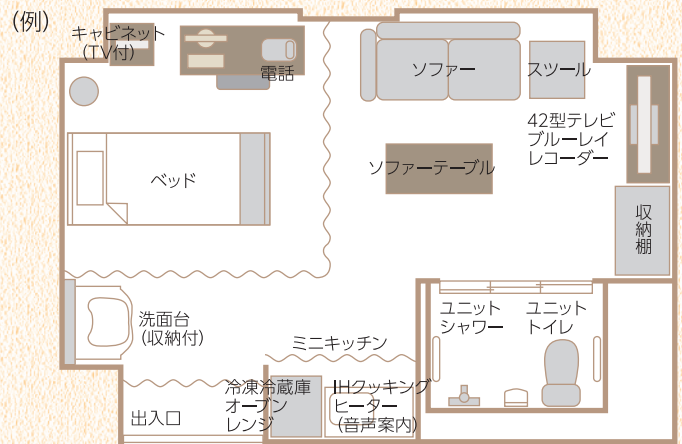 (例)
キャビネット
(TV付)
電話
ソファー
スツール
42型テレビ
ブルーレイ
レコーダー
ベッド
ソファーテーブル
収納棚
洗面台
(収納付)
ミニキッチン
ユニット
シャワー
ユニット
トイレ
冷凍冷蔵庫
オーブン
レンジ
IHクッキング
ヒーター
(音声案内)
出入口